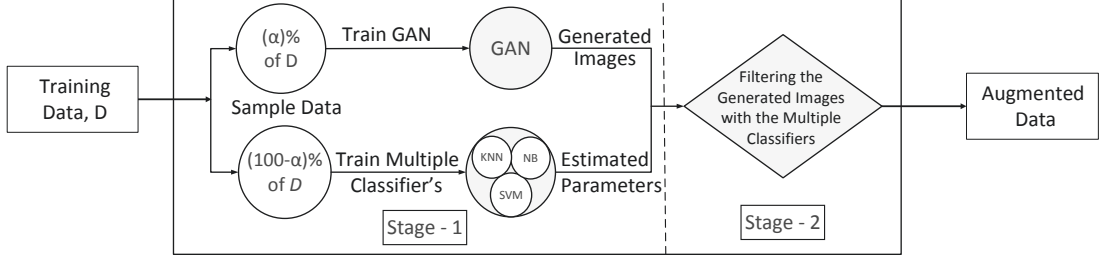 Training
Data, D
(α)%
of D
Train GAN
GAN
Generated
Images
Sample Data
(100-α)%
of D
Train Multiple
Classifier's
KNN
NB
SVM
Estimated
Parameters
Stage - 1
Filtering the
Generated Images
with the Multiple
Classifiers
Stage - 2
Augmented
Data